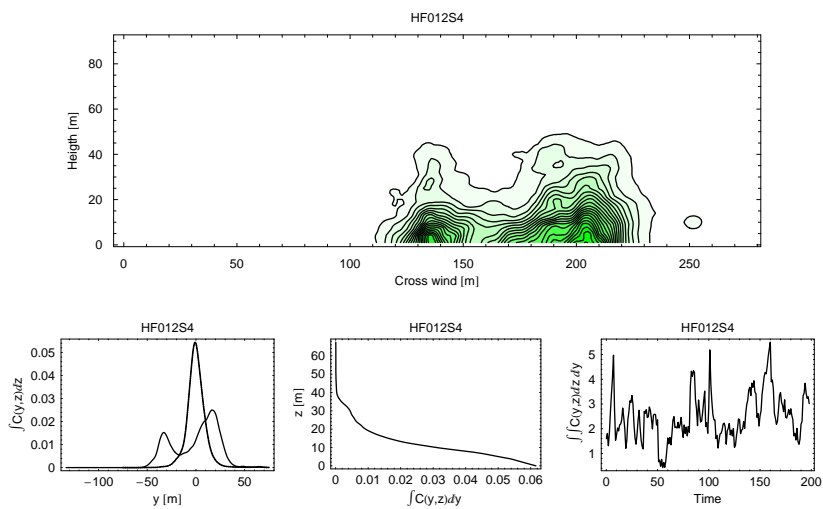 HF012S4
80
60
40
20
0
Heigth [m]
0 50 100 150 200 250
Cross wind [m]
HF012S4 HF012S4 HF012S4
0.05
0.04
0.03
0.02
0.01
0
∫C(y,z)dz
−100 −50 0 50
y [m]
60
50
40
30
20
10
0
z [m]
0 0.01 0.02 0.03 0.04 0.05 0.06
∫C(y,z)dy
5
4
3
2
1
∫∫C(y,z)dz dy
0 50 100 150 200
Time